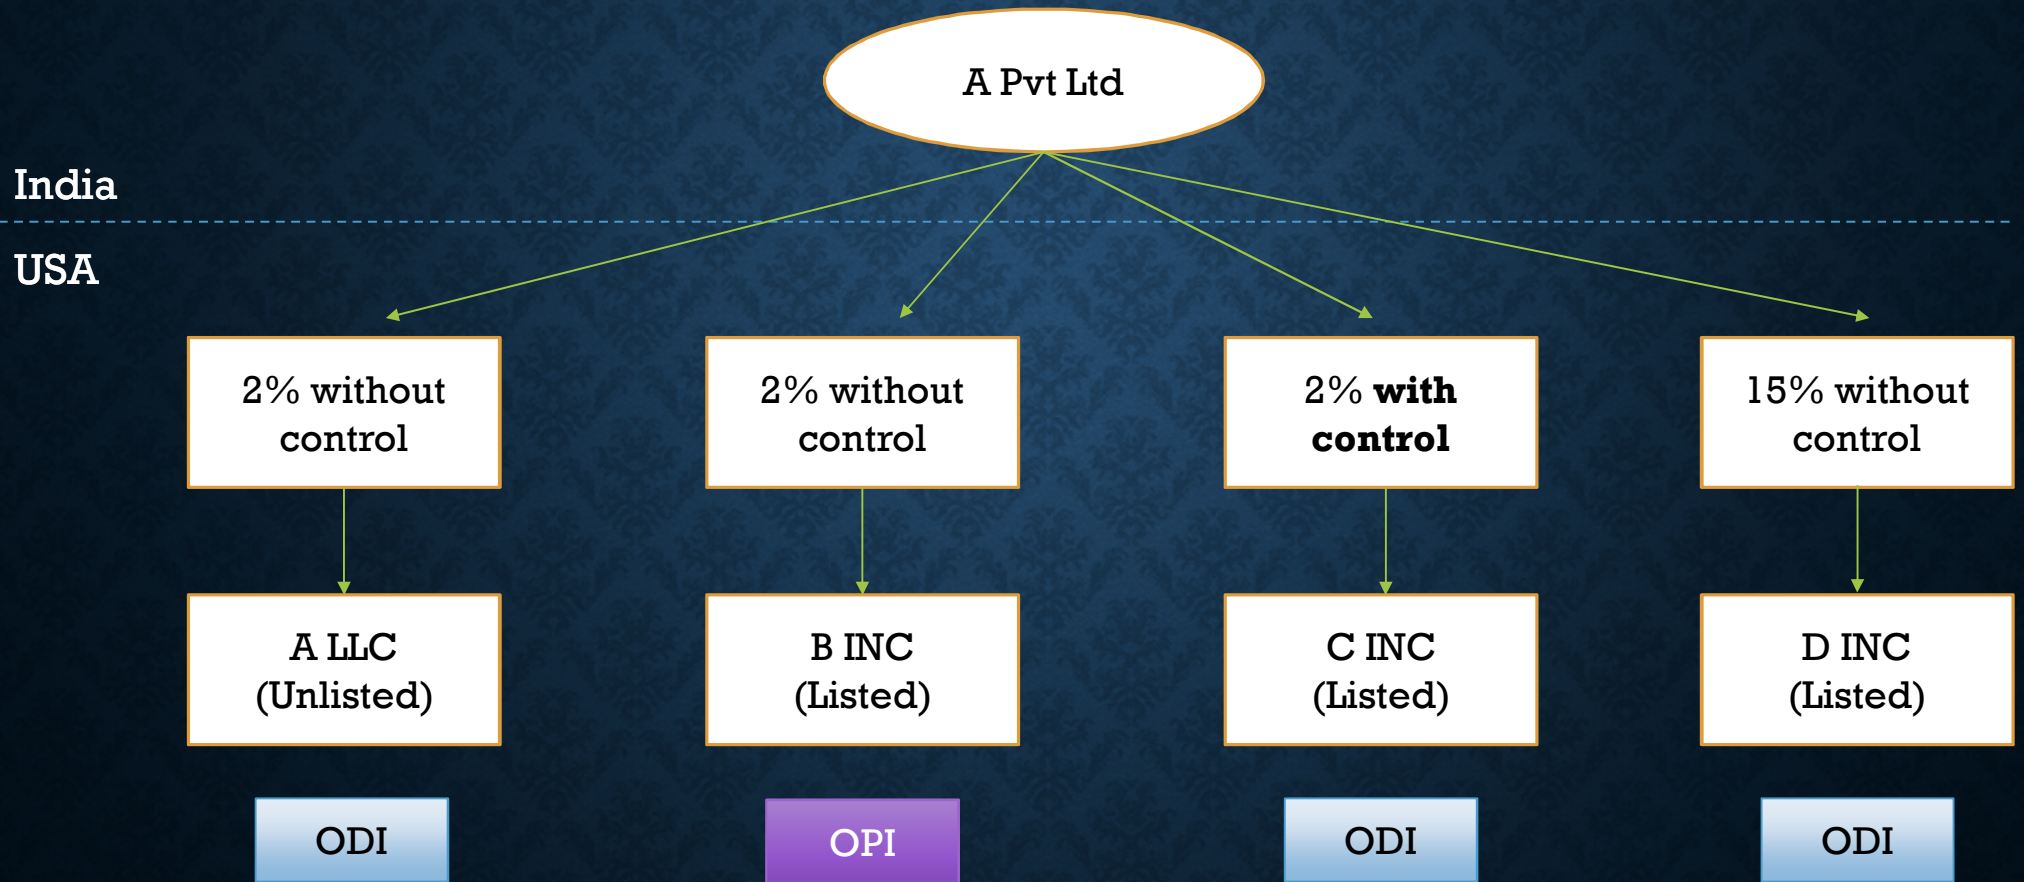 A Pvt Ltd
India
USA
2% without
control
2% without
control
2% with
control
15% without
control
A LLC
(Unlisted)
B INC
(Listed)
C INC
(Listed)
D INC
(Listed)
ODI
OPI
ODI
ODI